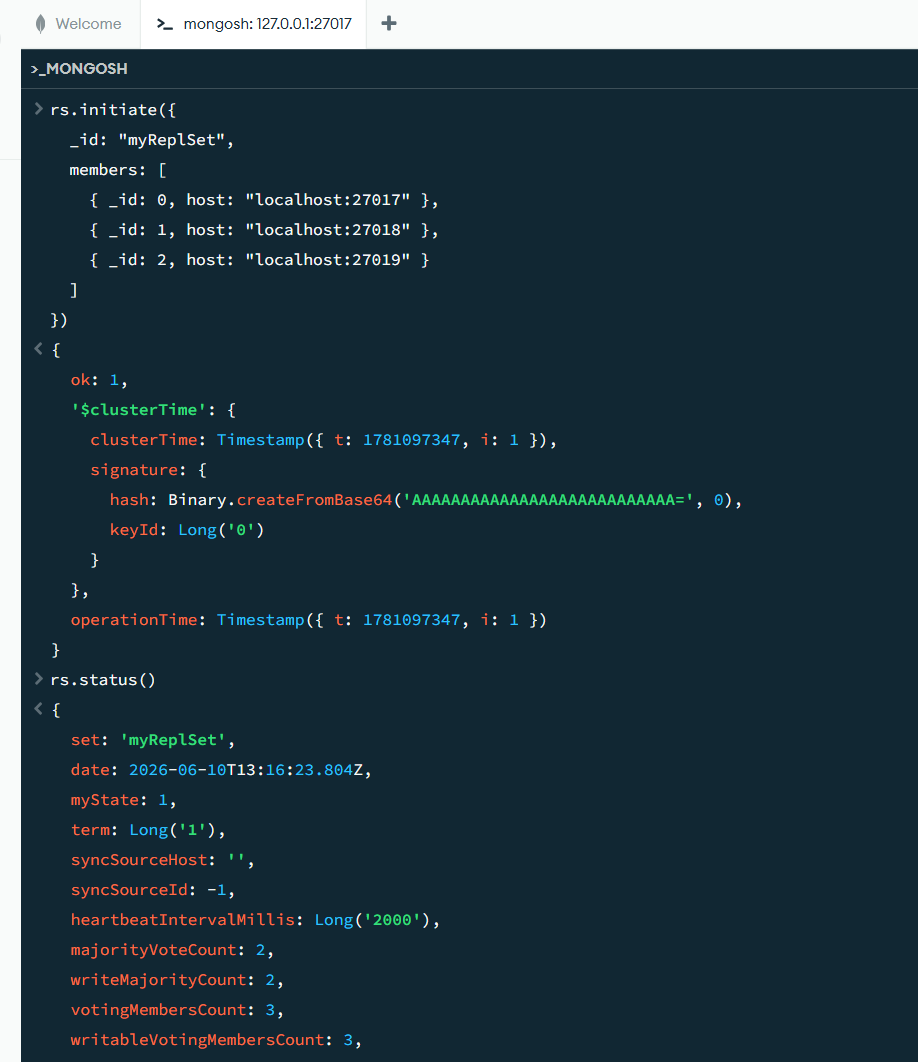 Welcome
>_ mongosh: 127.0.0.1:27017
>_MONGOSH
rs.initiate({
_id: "myReplSet",
members: [
{ _id: 0, host: "localhost:27017" },
{ _id: 1, host: "localhost:27018" },
{ _id: 2, host: "localhost:27019" }
]
})
{
ok: 1,
'$clusterTime': {
clusterTime: Timestamp({ t: 1781097347, i: 1 }),
signature: {
hash: Binary.createFromBase64('AAAAAAAAAAAAAAAAAAAAAAAAAAA=', 0),
keyId: Long('0')
}
},
operationTime: Timestamp({ t: 1781097347, i: 1 })
}
rs.status()
{
set: 'myReplSet',
date: 2026-06-10T13:16:23.804Z,
myState: 1,
term: Long('1'),
syncSourceHost: '',
syncSourceId: -1,
heartbeatIntervalMillis: Long('2000'),
majorityVoteCount: 2,
writeMajorityCount: 2,
votingMembersCount: 3,
writableVotingMembersCount: 3,